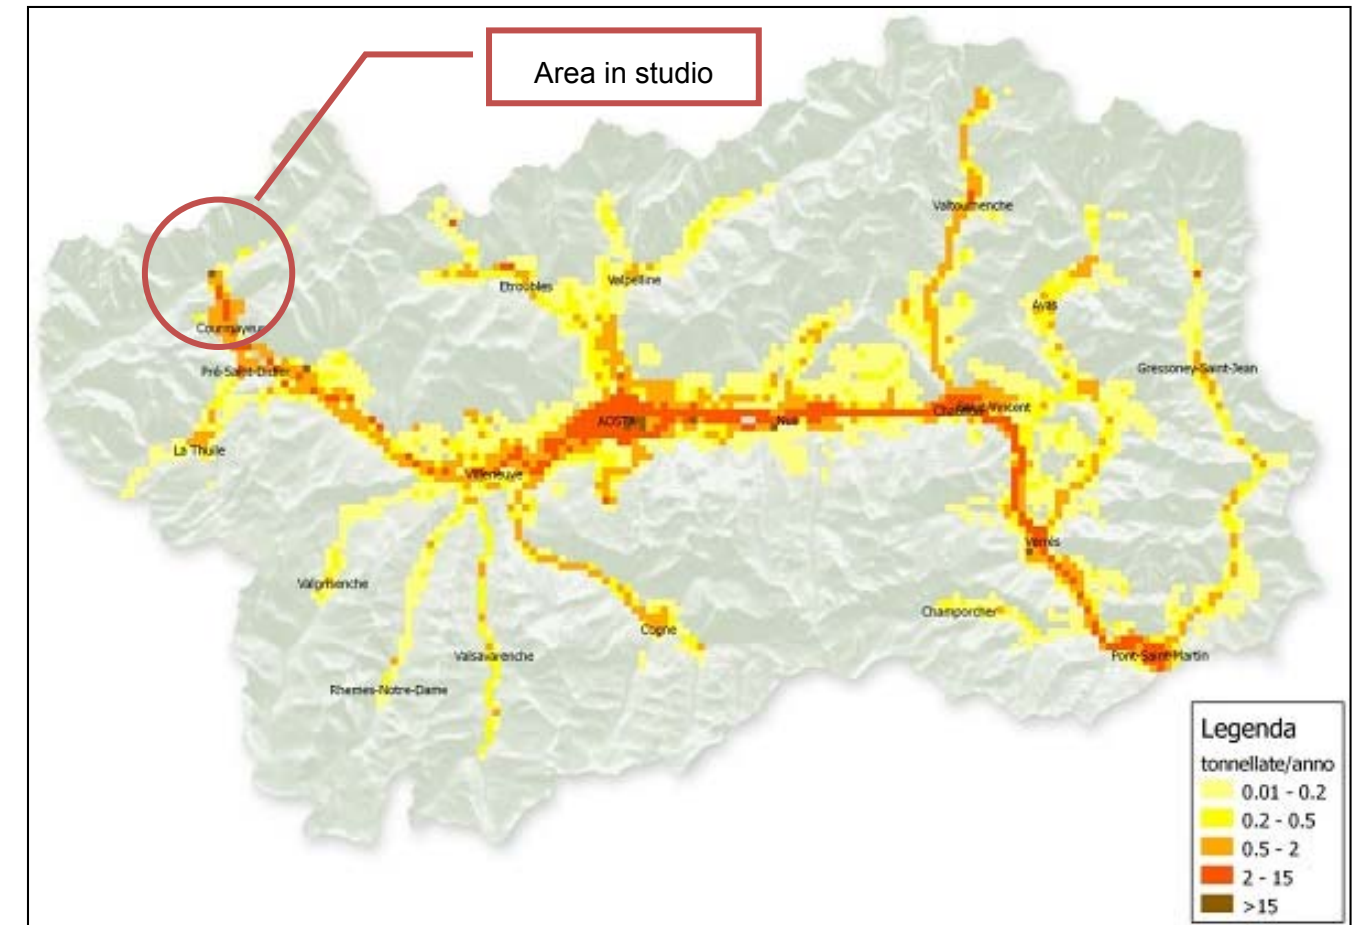 Area in studio
Valtournenche
Etroubles
Valpelline
Ayas
Courmayeur
Pré-Saint-Didier
Gressoney-Saint-Jean
AOSTA
Nus
Saint-Vincent
La Thuile
Villeneuve
Verrès
Valgrisenche
Champorcher
Cogne
Valsavarenche
Pont-Saint-Martin
Rhemes-Notre-Dame
Legenda
tonnellate/anno
0.01 - 0.2
0.2 - 0.5
0.5 - 2
2 - 15
>15